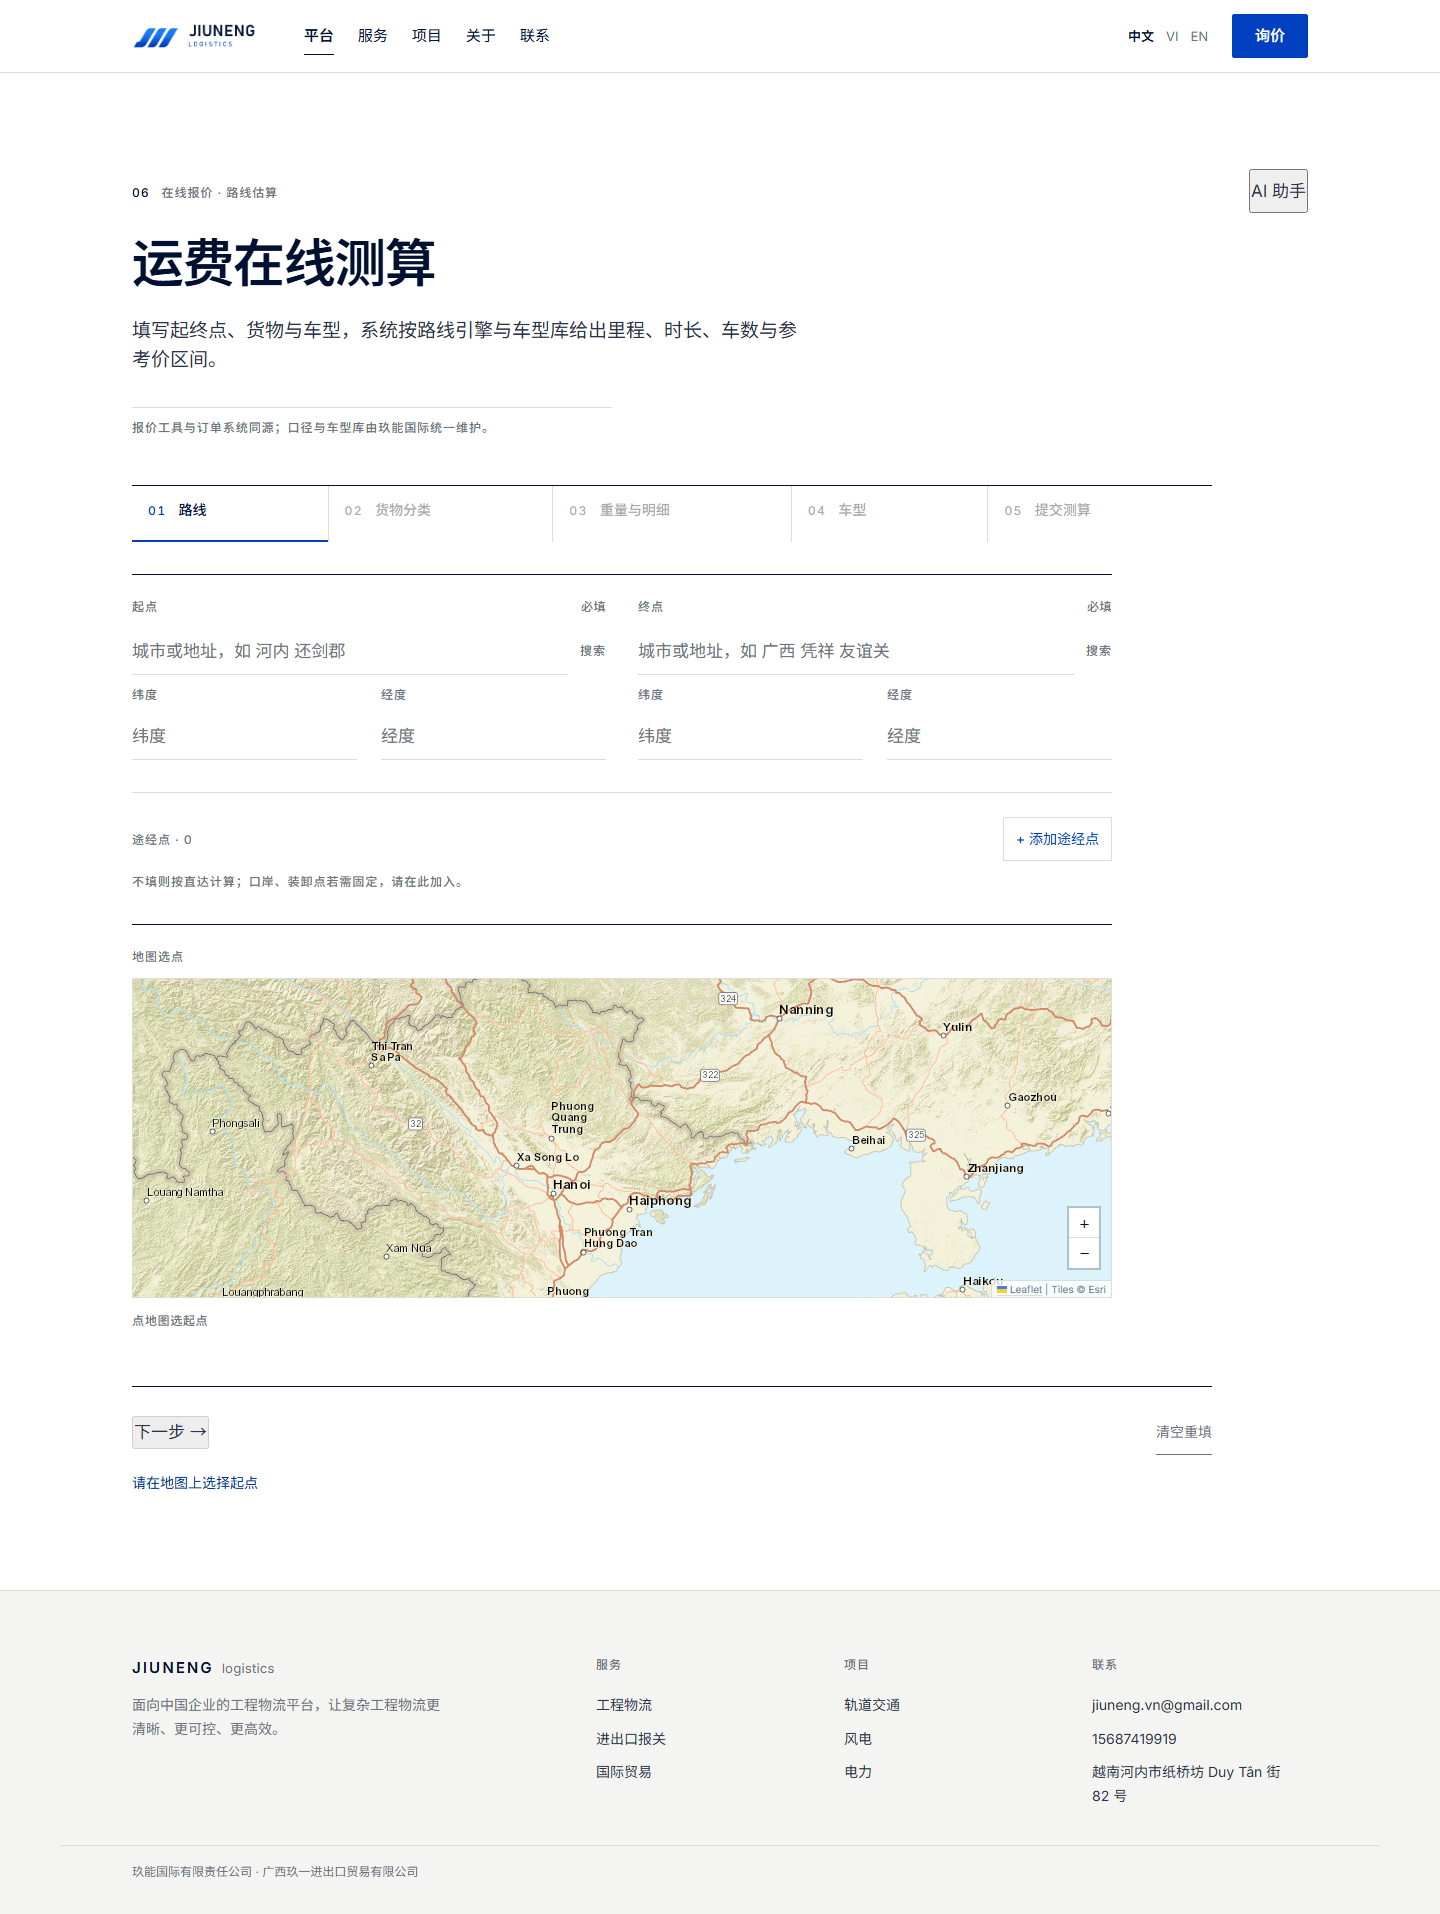 JIUNENG
LOGISTICS
平台 服务 项目 关于 联系
中文 VI EN
询价
06 在线报价 · 路线估算
AI 助手
运费在线测算
填写起终点、货物与车型，系统按路线引擎与车型库给出里程、时长、车数与参
考价区间。
报价工具与订单系统同源；口径与车型库由玖能国际统一维护。
01 路线
02 货物分类
03 重量与明细
04 车型
05 提交测算
起点 必填
终点 必填
城市或地址，如 河内 还剑郡 搜索
城市或地址，如 广西 凭祥 友谊关 搜索
纬度 经度
纬度 经度
纬度 经度
纬度 经度
途经点 · 0
+ 添加途经点
不填则按直达计算；口岸、装卸点若需固定，请在此加入。
地图选点
324
Nanning
Yulin
Thi Tran
Sa Pa
322
Gaozhou
Phuong
Quang
Trung
Phongsali
32
325
Beihai
Xa Song Lo
Zhanjiang
Hanoi
Louang Namtha
Haiphong
Phuong Tran
Hung Dao
Xam Nua
+
−
Haikou
Louangphrabang
Phuong
Leaflet | Tiles © Esri
点地图选起点
下一步 →
清空重填
请在地图上选择起点
JIUNENG logistics
面向中国企业的工程物流平台，让复杂工程物流更
清晰、更可控、更高效。
服务
工程物流
进出口报关
国际贸易
项目
轨道交通
风电
电力
联系
jiuneng.vn@gmail.com
15687419919
越南河内市纸桥坊 Duy Tân 街
82 号
玖能国际有限责任公司 · 广西玖一进出口贸易有限公司